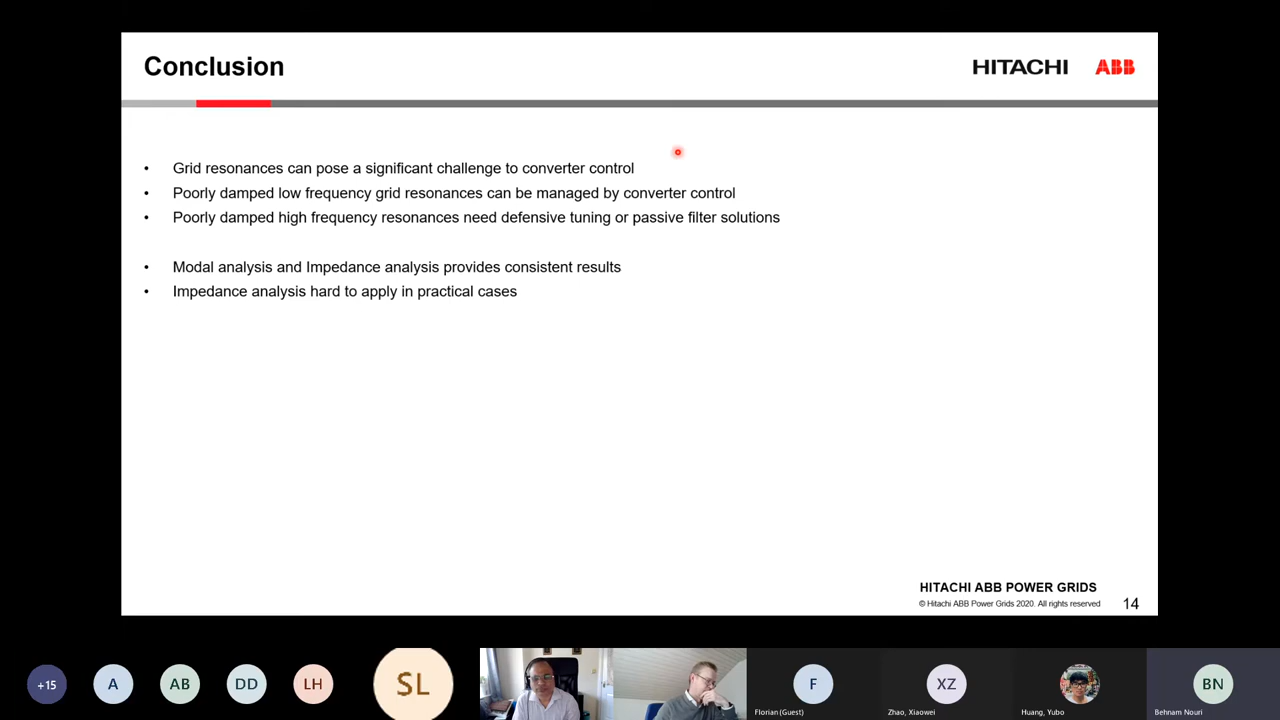 Conclusion
HITACHI ABB
• Grid resonances can pose a significant challenge to converter control
• Poorly damped low frequency grid resonances can be managed by converter control
• Poorly damped high frequency resonances need defensive tuning or passive filter solutions
• Modal analysis and Impedance analysis provides consistent results
• Impedance analysis hard to apply in practical cases
HITACHI ABB POWER GRIDS
© Hitachi ABB Power Grids 2020. All rights reserved
14
+15
A
AB
DD
LH
SL
F
Florian (Guest)
XZ
Zhao, Xiaowei
Huang, Yubo
BN
Behnam Nouri